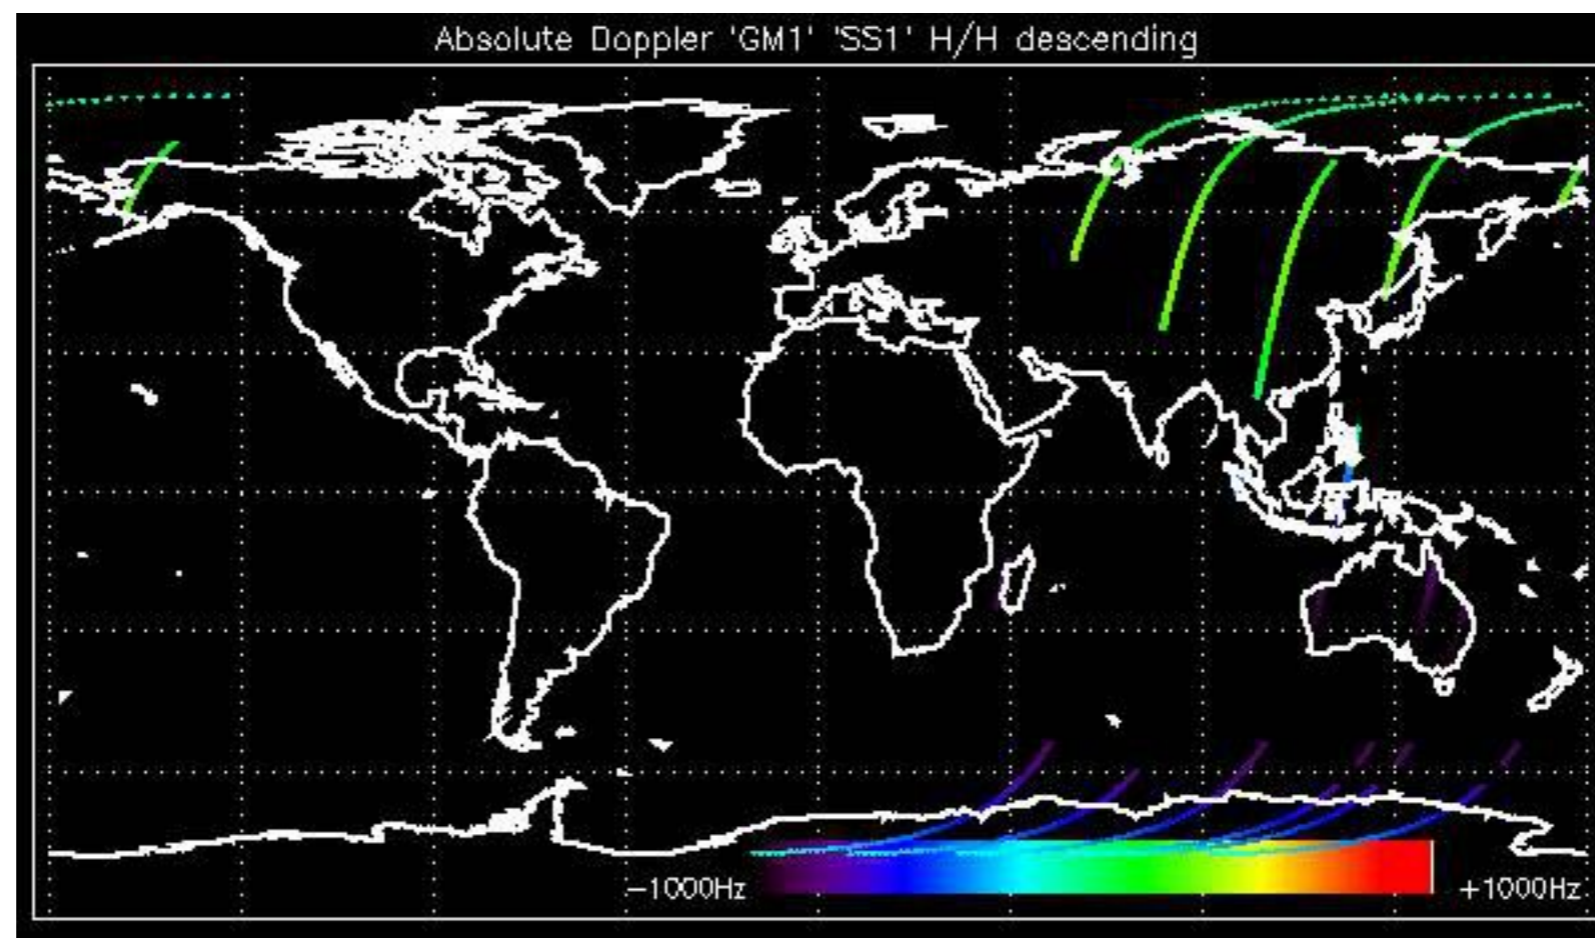 Absolute Doppler 'GM1' 'SS1' H/H descending
-1000Hz
+1000Hz